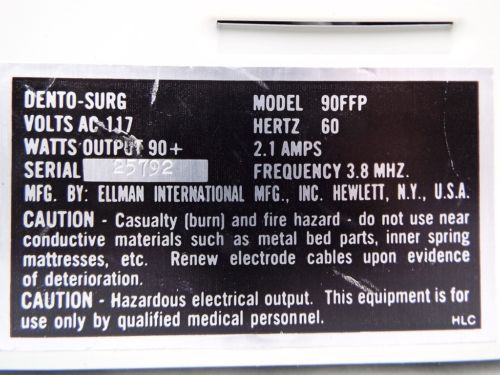 DENTO-SURG MODEL 90FFP
VOLTS AC-117 HERTZ 60
WATTS OUTPUT 90+ 2.1 AMPS
SERIAL 25792 FREQUENCY 3.8 MHZ.
MFG. BY: ELLMAN INTERNATIONAL MFG., INC. HEWLETT, N.Y., U.S.A.
CAUTION - Casualty (burn) and fire hazard - do not use near
conductive materials such as metal bed parts, inner spring
mattresses, etc. Renew electrode cables upon evidence
of deterioration.
CAUTION - Hazardous electrical output. This equipment is for
use only by qualified medical personnel.
HLC